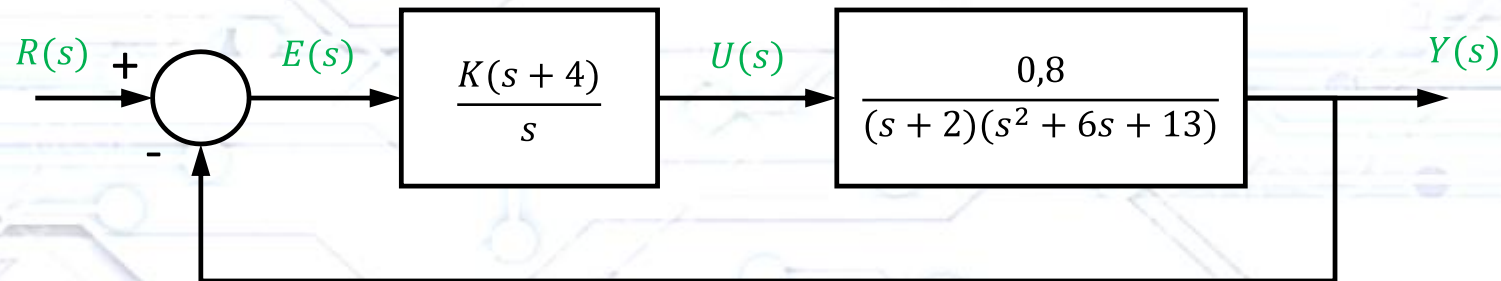 R(s) + E(s) U(s) Y(s)
K(s + 4)
s
0,8
(s + 2)(s² + 6s + 13)
-